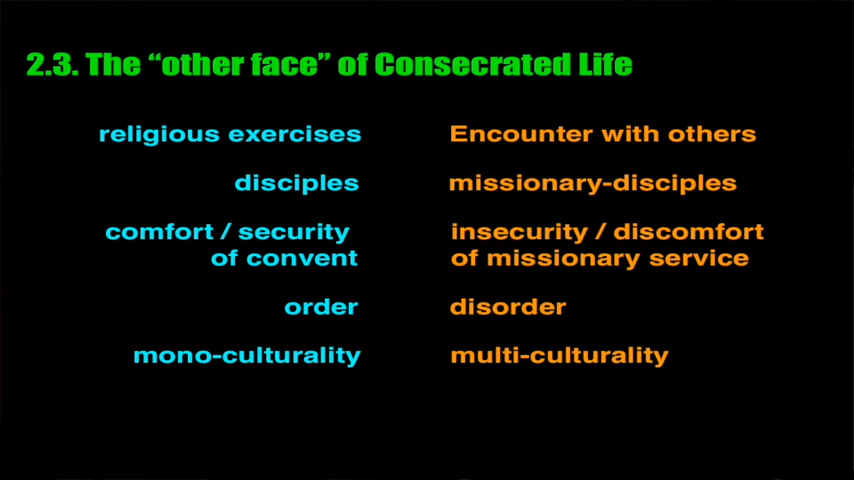 2.3. The “other face” of Consecrated Life
religious exercises Encounter with others
disciples missionary-disciples
comfort / security insecurity / discomfort
of convent of missionary service
order disorder
mono-culturality multi-culturality